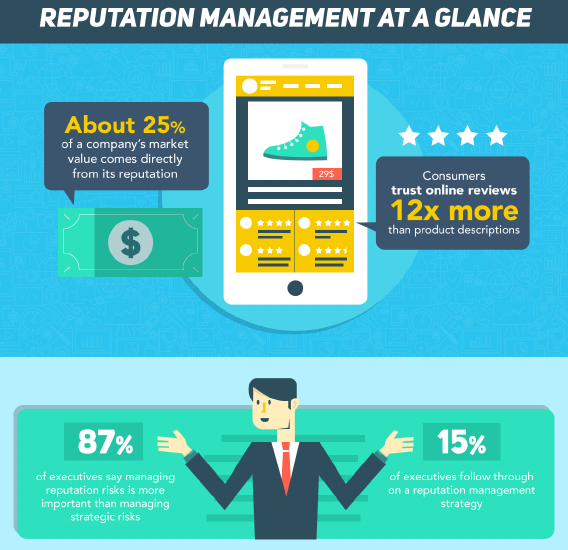 REPUTATION MANAGEMENT AT A GLANCE
About 25%
of a company's market
value comes directly
from its reputation
$
29$
Consumers
trust online reviews
12x more
than product descriptions
87%
of executives say managing
reputation risks is more
important than managing
strategic risks
15%
of executives follow through
on a reputation management
strategy